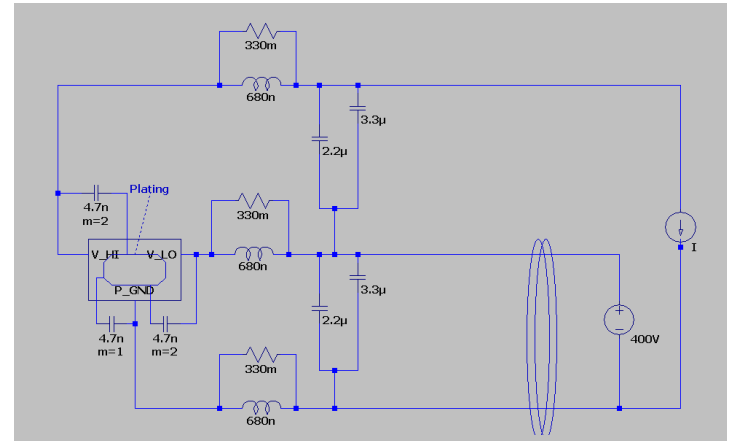 330m
680n
3.3µ
2.2µ
Plating
4.7n
m=2
330m
I
V_HI
V_LO
680n
3.3µ
P_GND
2.2µ
4.7n
m=1
4.7n
m=2
400V
330m
680n